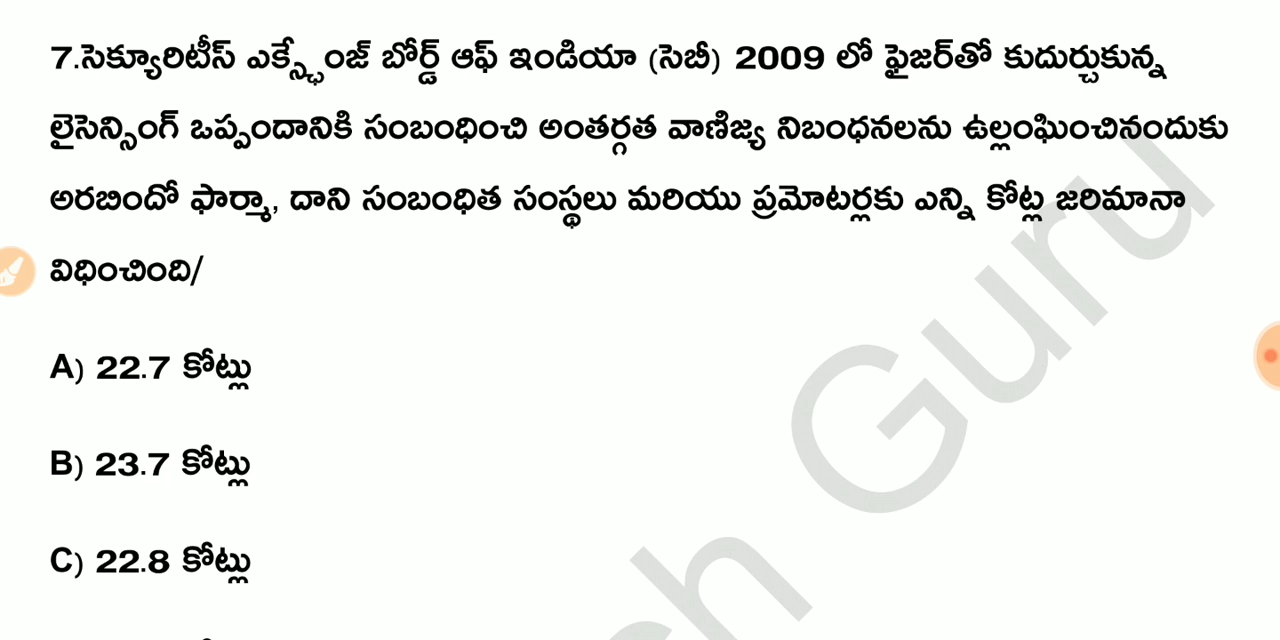 7.సెక్యూరిటీస్ ఎక్స్ఛేంజ్ బోర్డ్ ఆఫ్ ఇండియా (సెబీ) 2009 లో ఫైజర్‌తో కుదుర్చుకున్న
లైసెన్సింగ్ ఒప్పందానికి సంబంధించి అంతర్గత వాణిజ్య నిబంధనలను ఉల్లంఘించినందుకు
అరబిందో ఫార్మా, దాని సంబంధిత సంస్థలు మరియు ప్రమోటర్లకు ఎన్ని కోట్ల జరిమానా
విధించింది/
A) 22.7 కోట్లు
B) 23.7 కోట్లు
C) 22.8 కోట్లు
Guru